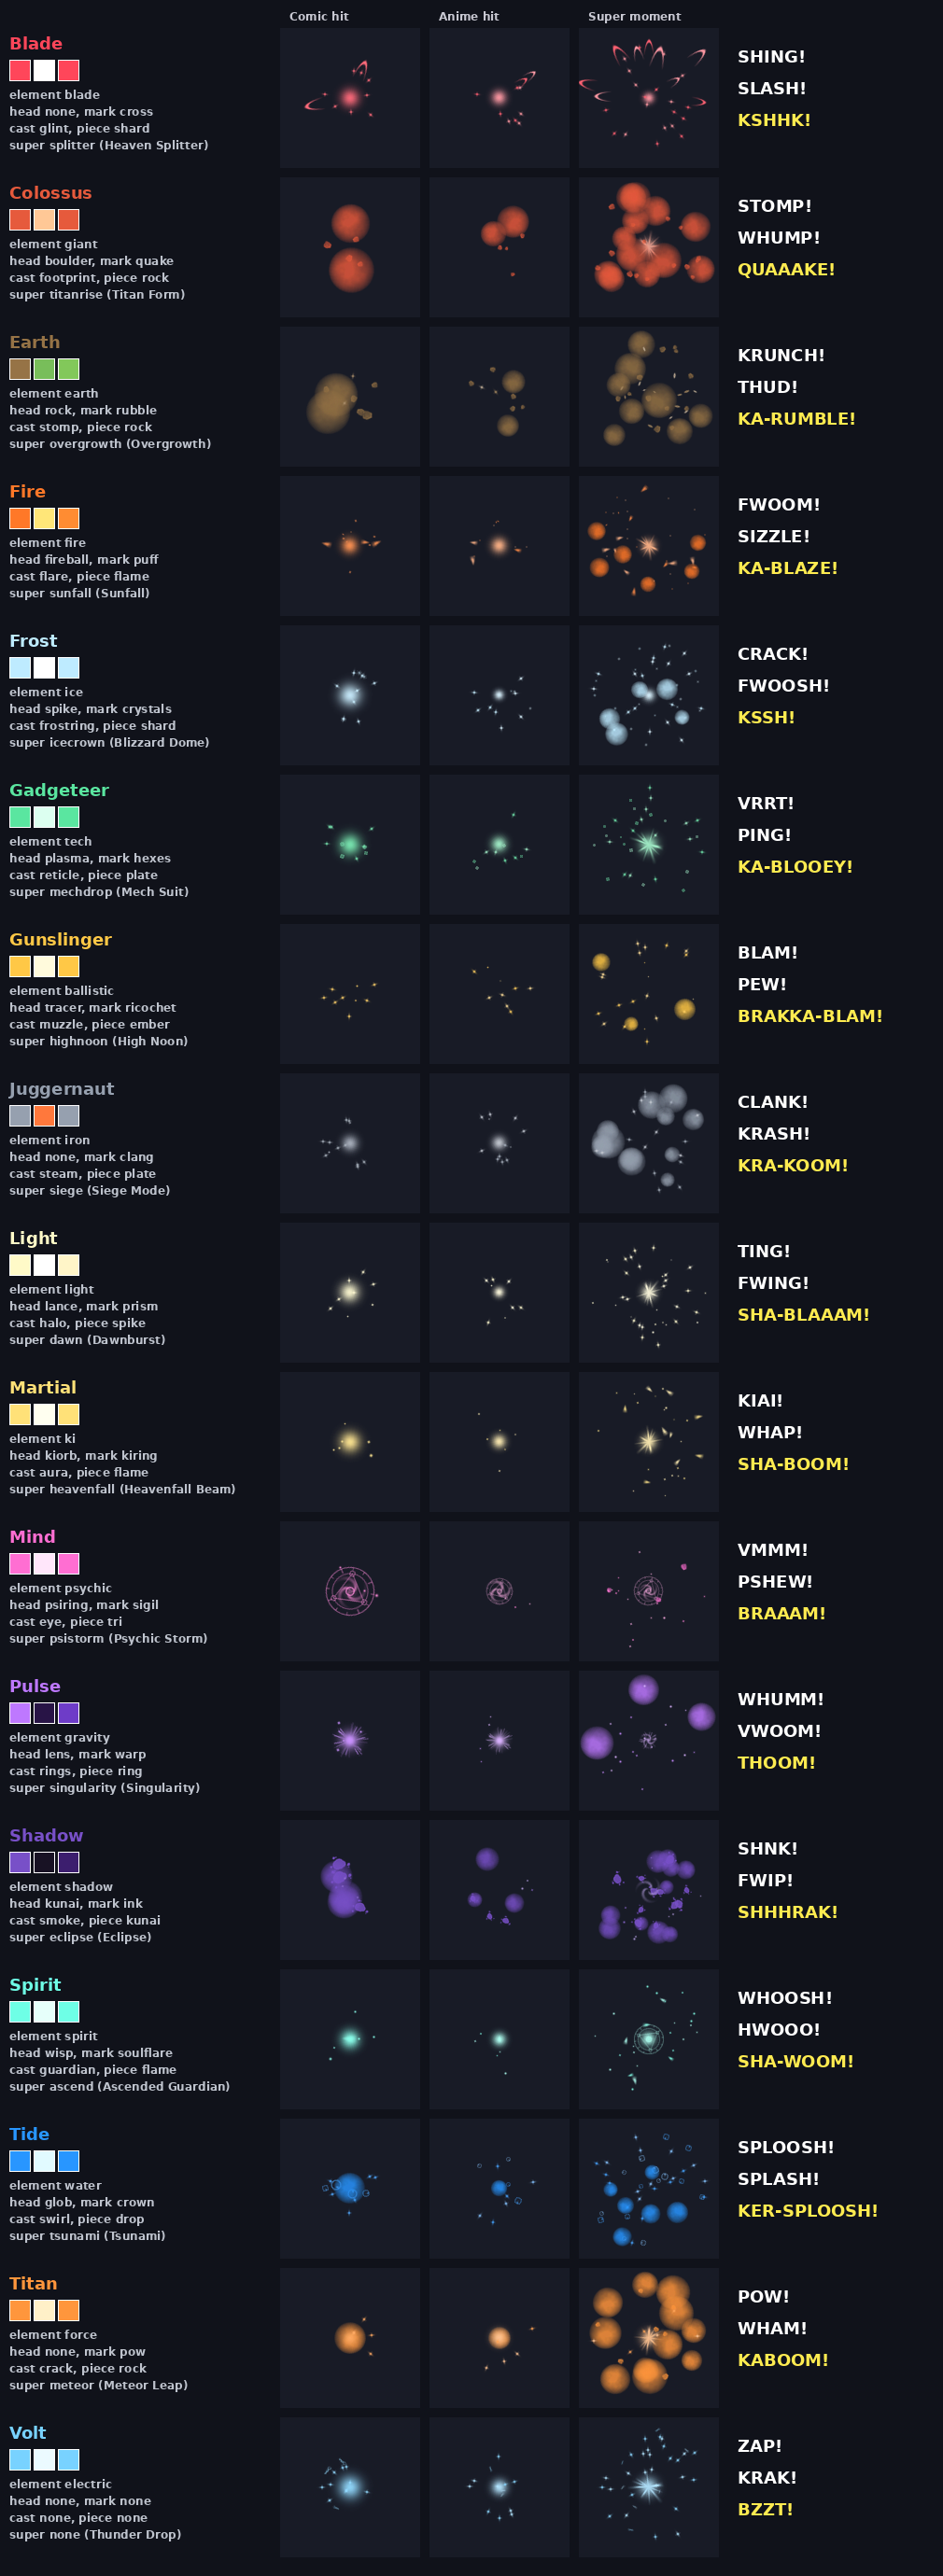 Comic hit
Anime hit
Super moment
Blade
element blade
head none, mark cross
cast glint, piece shard
super splitter (Heaven Splitter)
SHING!
SLASH!
KSHHK!
Colossus
element giant
head boulder, mark quake
cast footprint, piece rock
super titanrise (Titan Form)
STOMP!
WHUMP!
QUAAAKE!
Earth
element earth
head rock, mark rubble
cast stomp, piece rock
super overgrowth (Overgrowth)
KRUNCH!
THUD!
KA-RUMBLE!
Fire
element fire
head fireball, mark puff
cast flare, piece flame
super sunfall (Sunfall)
FWOOM!
SIZZLE!
KA-BLAZE!
Frost
element ice
head spike, mark crystals
cast frostring, piece shard
super icecrown (Blizzard Dome)
CRACK!
FWOOSH!
KSSH!
Gadgeteer
element tech
head plasma, mark hexes
cast reticle, piece plate
super mechdrop (Mech Suit)
VRRT!
PING!
KA-BLOOEY!
Gunslinger
element ballistic
head tracer, mark ricochet
cast muzzle, piece ember
super highnoon (High Noon)
BLAM!
PEW!
BRAKKA-BLAM!
Juggernaut
element iron
head none, mark clang
cast steam, piece plate
super siege (Siege Mode)
CLANK!
KRASH!
KRA-KOOM!
Light
element light
head lance, mark prism
cast halo, piece spike
super dawn (Dawnburst)
TING!
FWING!
SHA-BLAAAM!
Martial
element ki
head kiorb, mark kiring
cast aura, piece flame
super heavenfall (Heavenfall Beam)
KIAI!
WHAP!
SHA-BOOM!
Mind
element psychic
head psiring, mark sigil
cast eye, piece tri
super psistorm (Psychic Storm)
VMMM!
PSHEW!
BRAAAM!
Pulse
element gravity
head lens, mark warp
cast rings, piece ring
super singularity (Singularity)
WHUMM!
VWOOM!
THOOM!
Shadow
element shadow
head kunai, mark ink
cast smoke, piece kunai
super eclipse (Eclipse)
SHNK!
FWIP!
SHHHRAK!
Spirit
element spirit
head wisp, mark soulflare
cast guardian, piece flame
super ascend (Ascended Guardian)
WHOOSH!
HWOOO!
SHA-WOOM!
Tide
element water
head glob, mark crown
cast swirl, piece drop
super tsunami (Tsunami)
SPLOOSH!
SPLASH!
KER-SPLOOSH!
Titan
element force
head none, mark pow
cast crack, piece rock
super meteor (Meteor Leap)
POW!
WHAM!
KABOOM!
Volt
element electric
head none, mark none
cast none, piece none
super none (Thunder Drop)
ZAP!
KRAK!
BZZT!